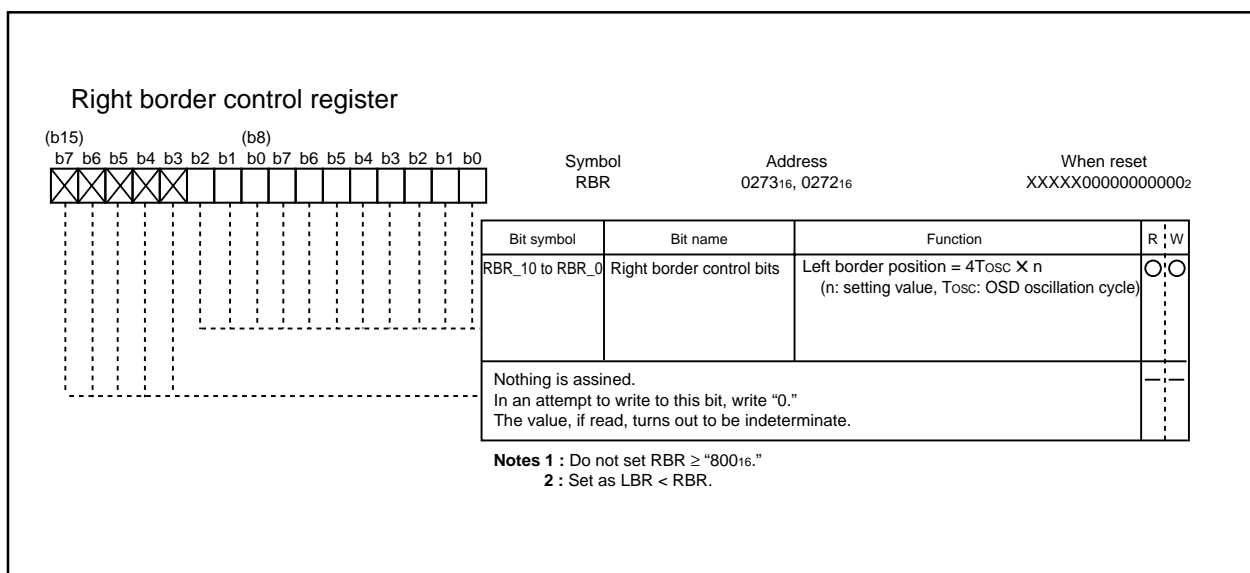 Right border control register
(b15) (b8)
b7 b6 b5 b4 b3 b2 b1 b0 b7 b6 b5 b4 b3 b2 b1 b0
Symbol Address When reset
RBR 027316, 027216 XXXXX000000000002
Bit symbol Bit name Function R W
RBR_10 to RBR_0 Right border control bits Left border position = 4Tosc X n
(n: setting value, Tosc: OSD oscillation cycle)
Nothing is assined.
In an attempt to write to this bit, write “0.”
The value, if read, turns out to be indeterminate.
Notes 1 : Do not set RBR ≥ “80016.”
2 : Set as LBR < RBR.